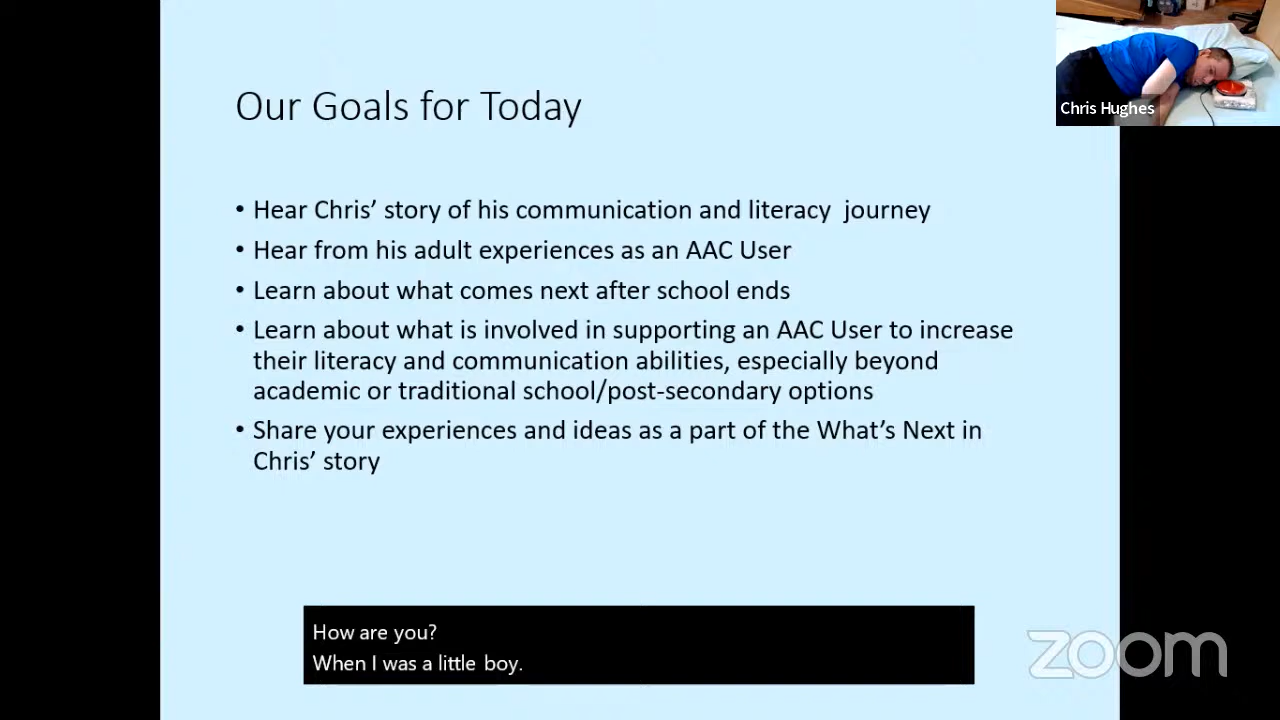 Our Goals for Today
Chris Hughes
• Hear Chris’ story of his communication and literacy journey
• Hear from his adult experiences as an AAC User
• Learn about what comes next after school ends
• Learn about what is involved in supporting an AAC User to increase
their literacy and communication abilities, especially beyond
academic or traditional school/post-secondary options
• Share your experiences and ideas as a part of the What’s Next in
Chris’ story
How are you?
When I was a little boy.
zoom